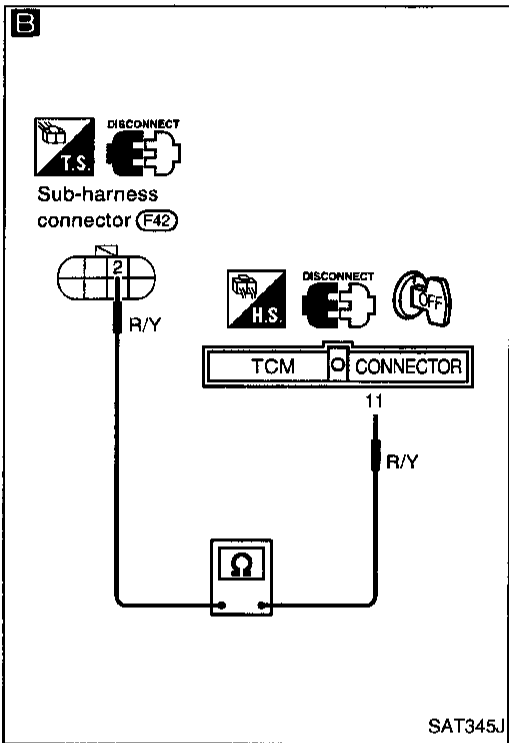 B
DISCONNECT
T.S.
Sub-harness
connector F42
2
R/Y
DISCONNECT
H.S.
OFF
TCM CONNECTOR
11
R/Y
Ω
SAT345J